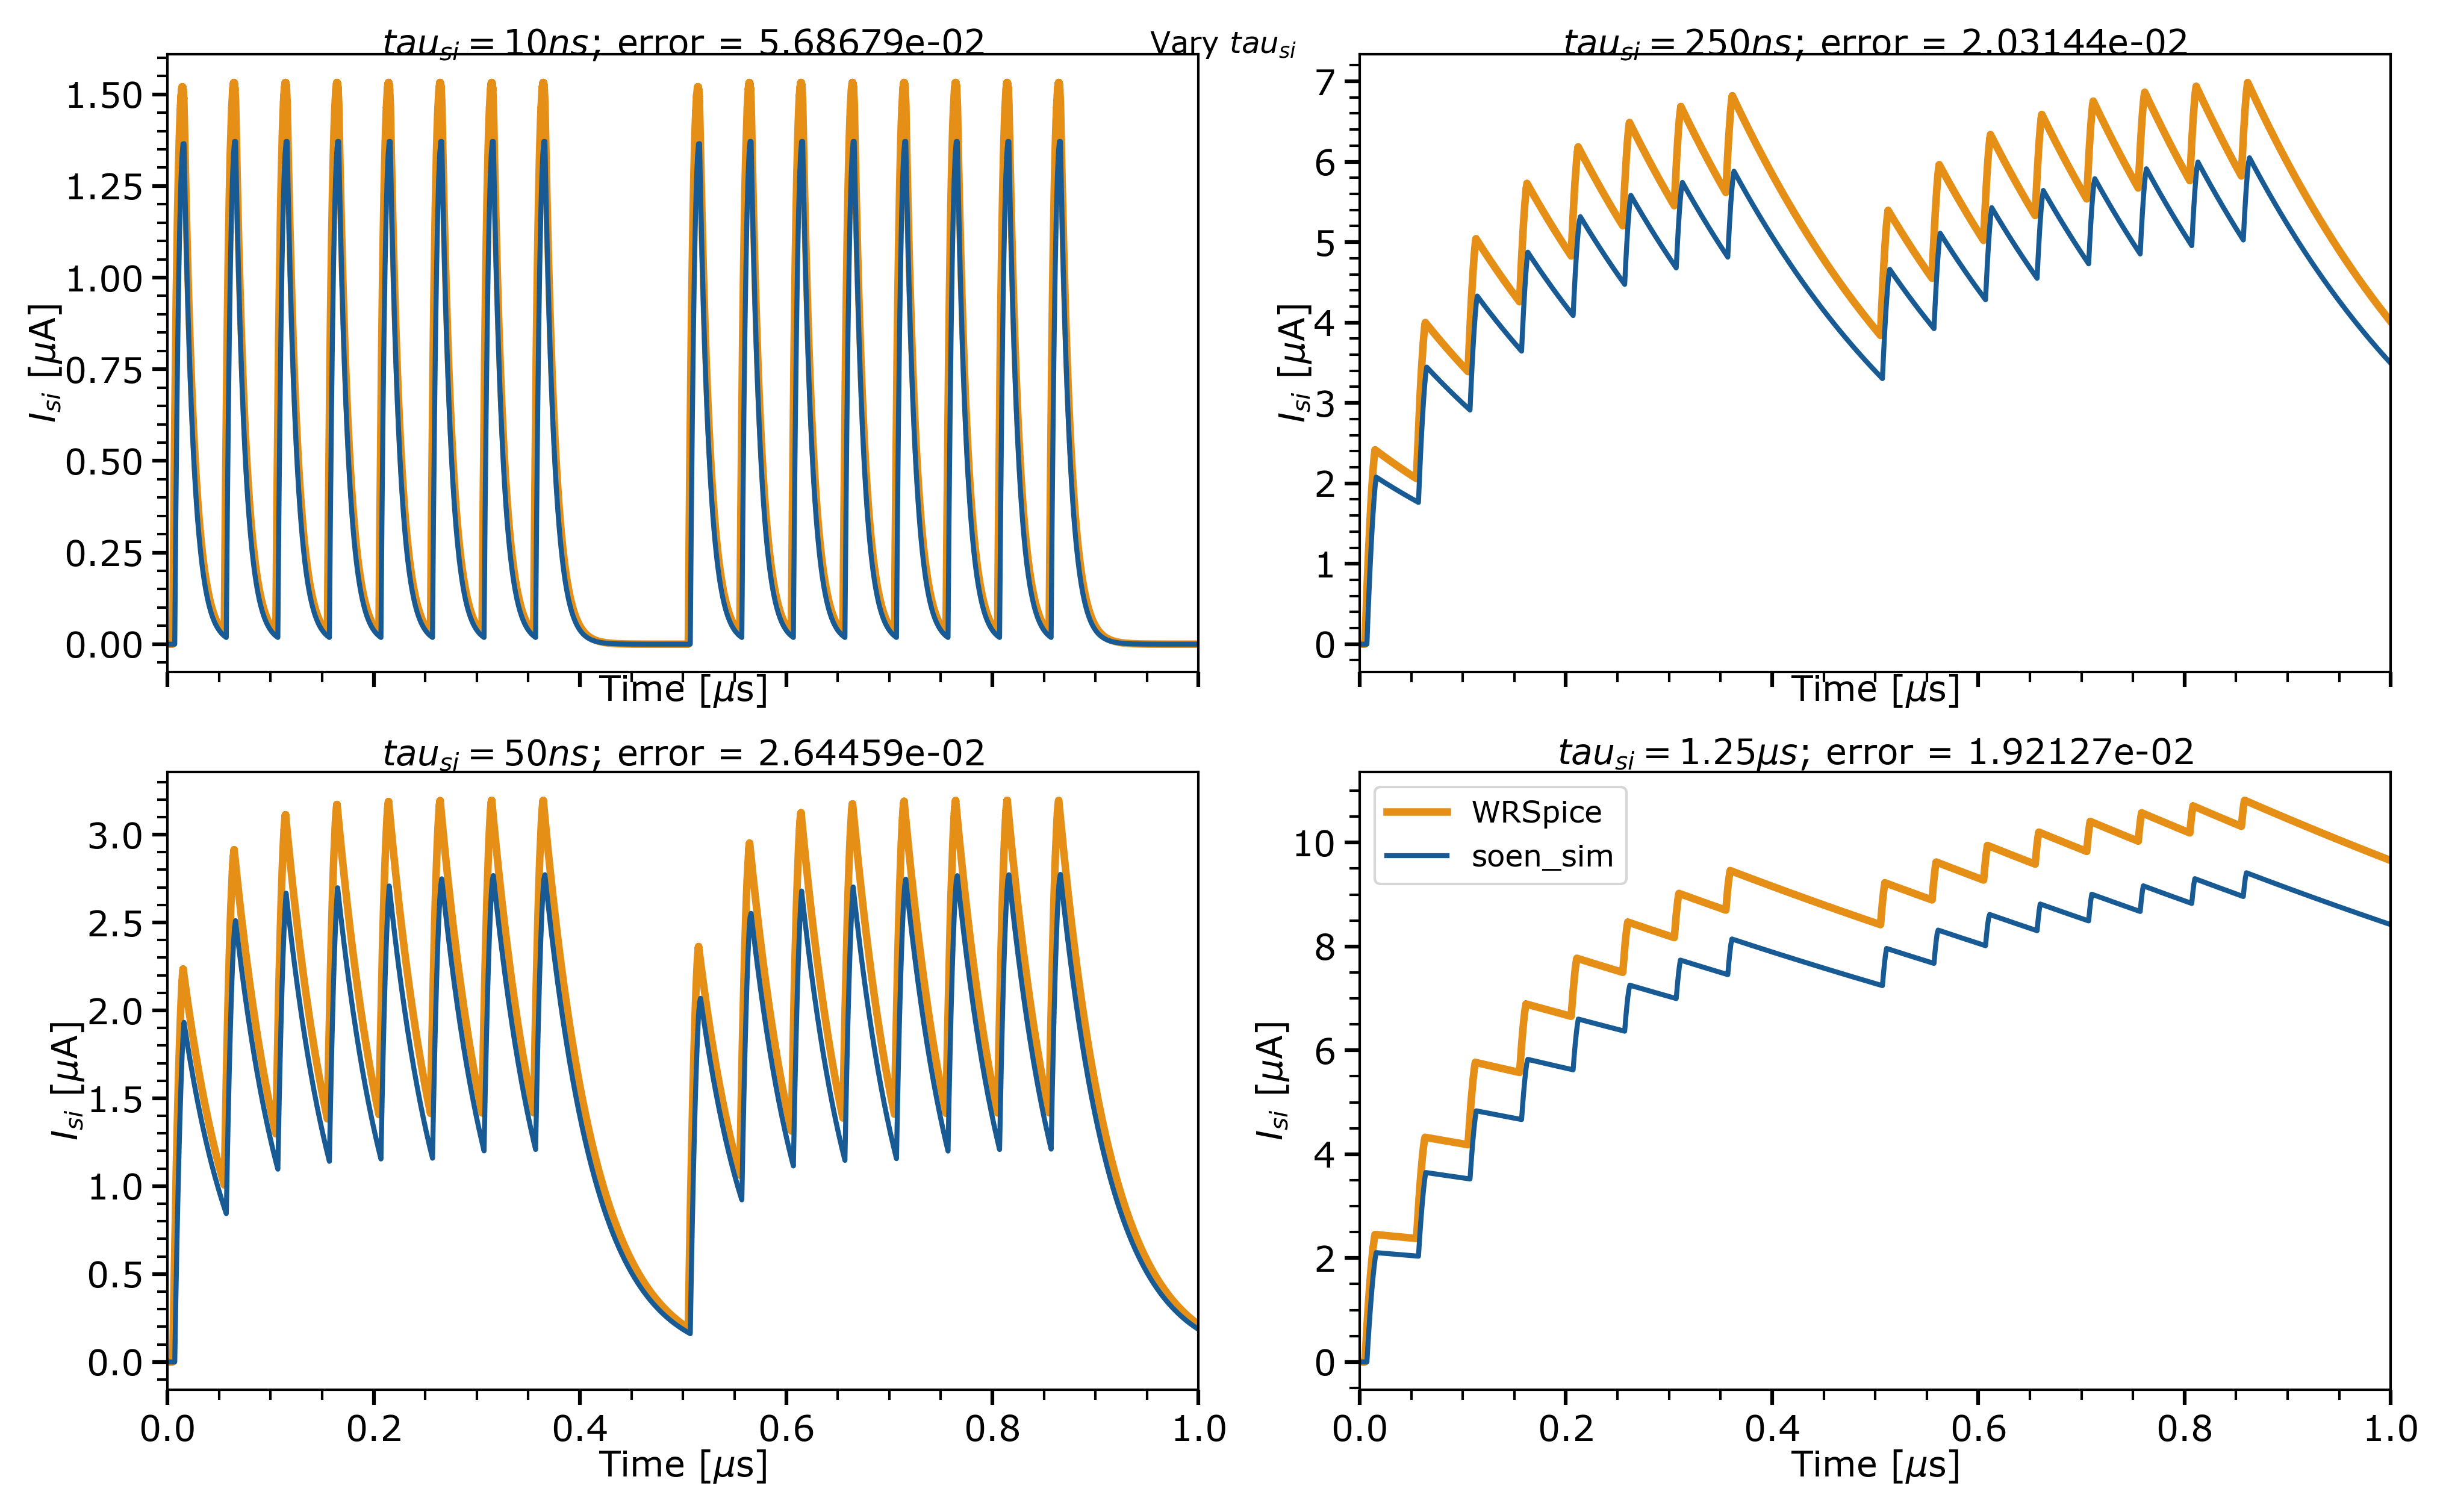 Vary tau_si
tau_si = 10ns; error = 5.68679e-02
1.50
1.25
1.00
0.75
0.50
0.25
0.00
I_si [μA]
Time [μs]
tau_si = 250ns; error = 2.03144e-02
7
6
5
4
3
2
1
0
I_si [μA]
Time [μs]
tau_si = 50ns; error = 2.64459e-02
3.0
2.5
2.0
1.5
1.0
0.5
0.0
I_si [μA]
0.0 0.2 0.4 0.6 0.8 1.0
Time [μs]
tau_si = 1.25μs; error = 1.92127e-02
WRSpice
soen_sim
10
8
6
4
2
0
I_si [μA]
0.0 0.2 0.4 0.6 0.8 1.0
Time [μs]